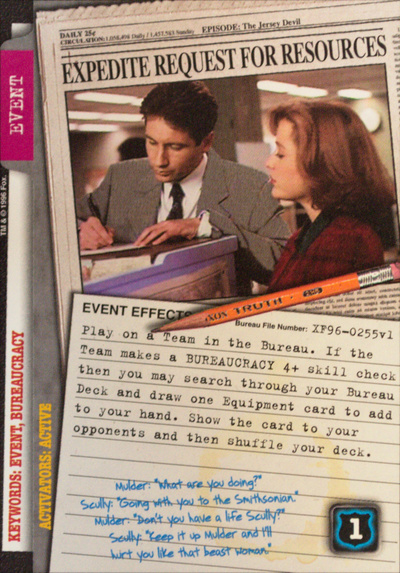 DAILY 25¢
EPISODE: The Jersey Devil
CIRCULATION: 1,098,498 Daily / 1,457,583 Sunday
EXPEDITE REQUEST FOR RESOURCES
EVENT
TM & © 1996 Fox.
KEYWORDS: EVENT, BUREAUCRACY
ACTIVATORS: ACTIVE
TRUTH
EVENT EFFECTS
Bureau File Number: XF96-0255v1
Play on a Team in the Bureau. If the
Team makes a BUREAUCRACY 4+ skill check
then you may search through your Bureau
Deck and draw one Equipment card to add
to your hand. Show the card to your
opponents and then shuffle your deck.
Mulder: "What are you doing?"
Scully: "Going with you to the Smithsonian."
Mulder: "Don't you have a life Scully?"
Scully: "Keep it up Mulder and I'll
hurt you like that beast woman."
1